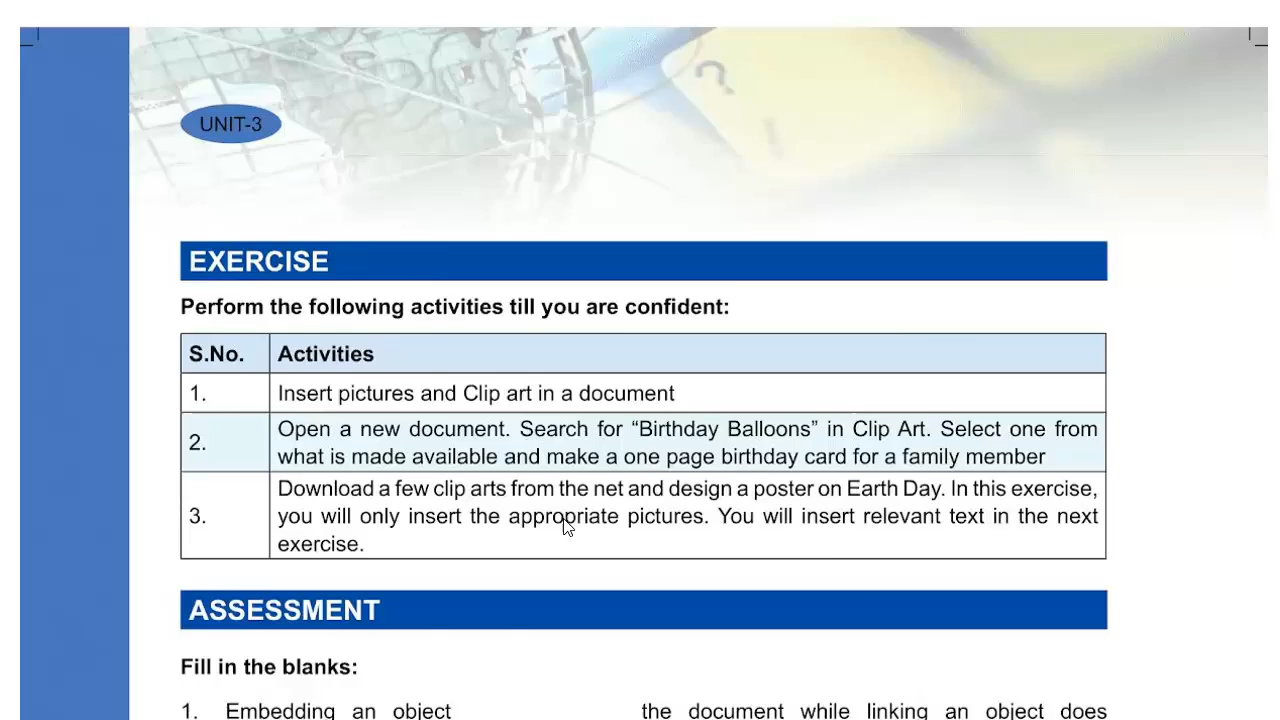 UNIT-3
EXERCISE
Perform the following activities till you are confident:
S.No. Activities
1. Insert pictures and Clip art in a document
2. Open a new document. Search for “Birthday Balloons” in Clip Art. Select one from
what is made available and make a one page birthday card for a family member
3. Download a few clip arts from the net and design a poster on Earth Day. In this exercise,
you will only insert the appropriate pictures. You will insert relevant text in the next
exercise.
ASSESSMENT
Fill in the blanks:
1. Embedding an object the document while linking an object does